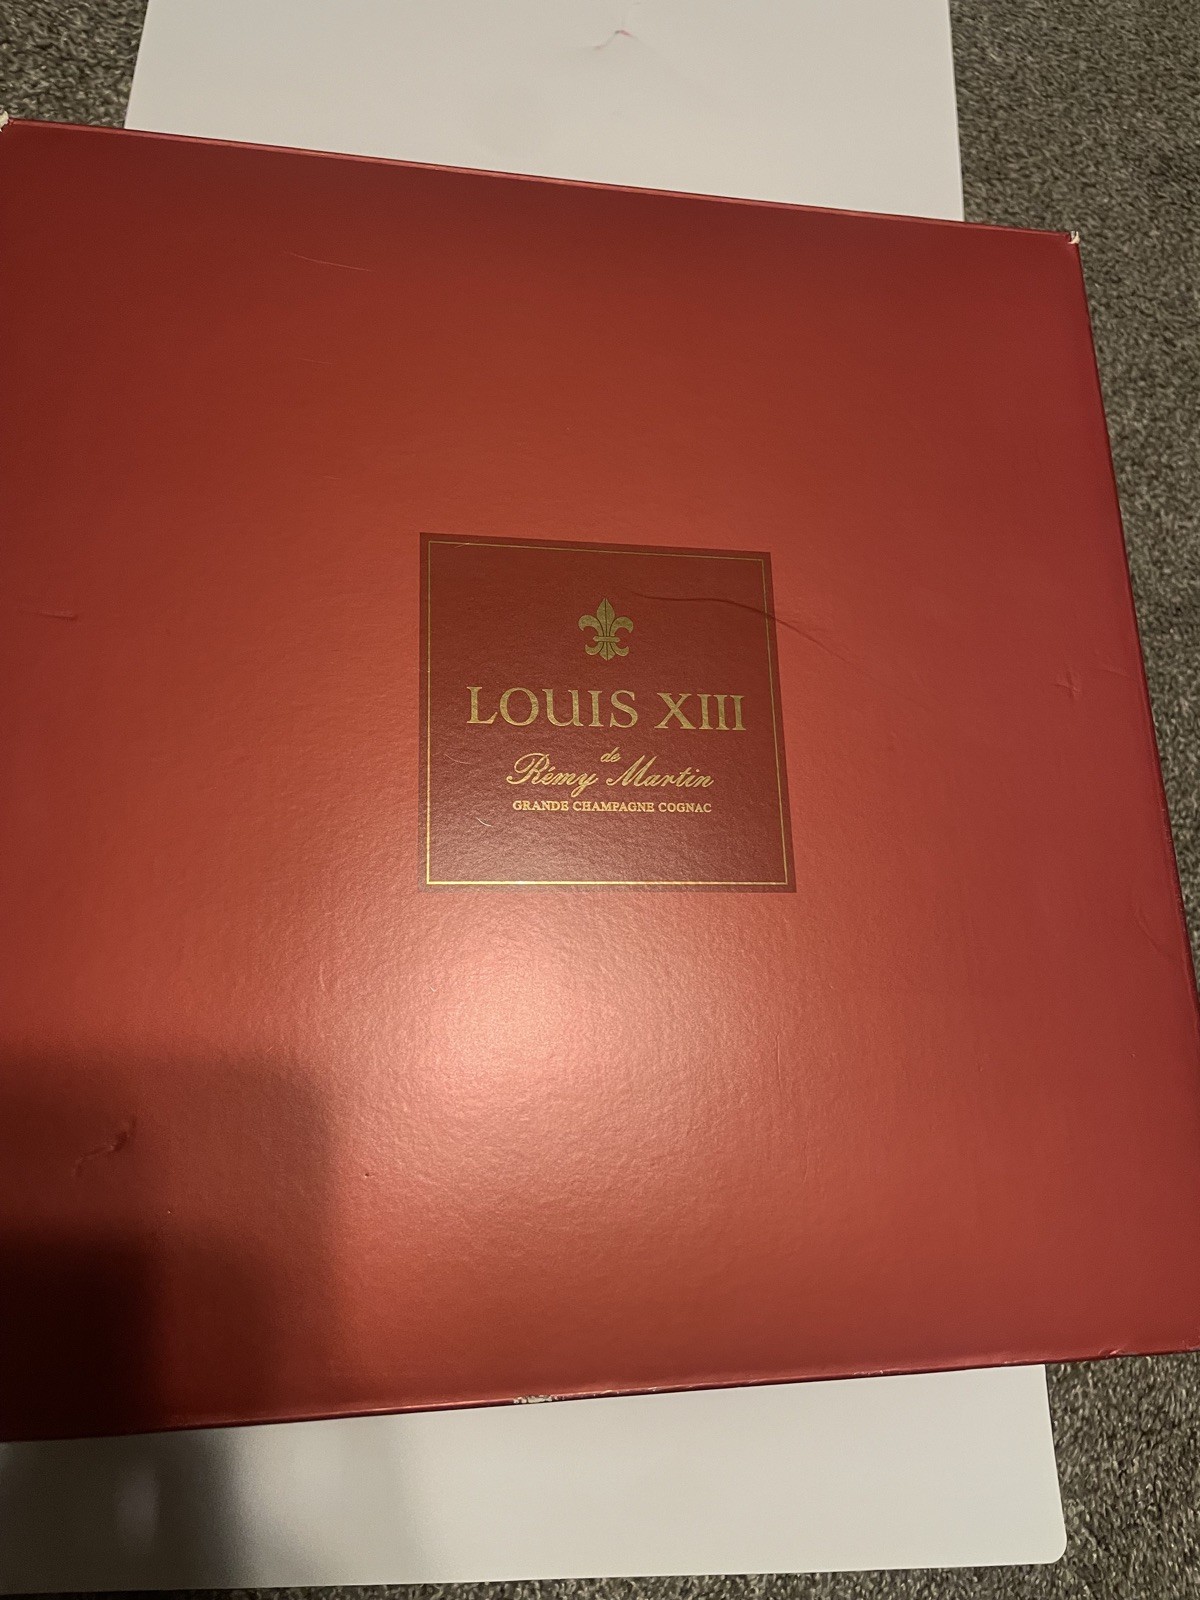 LOUIS XIII
de
Rémy Martin
GRANDE CHAMPAGNE COGNAC